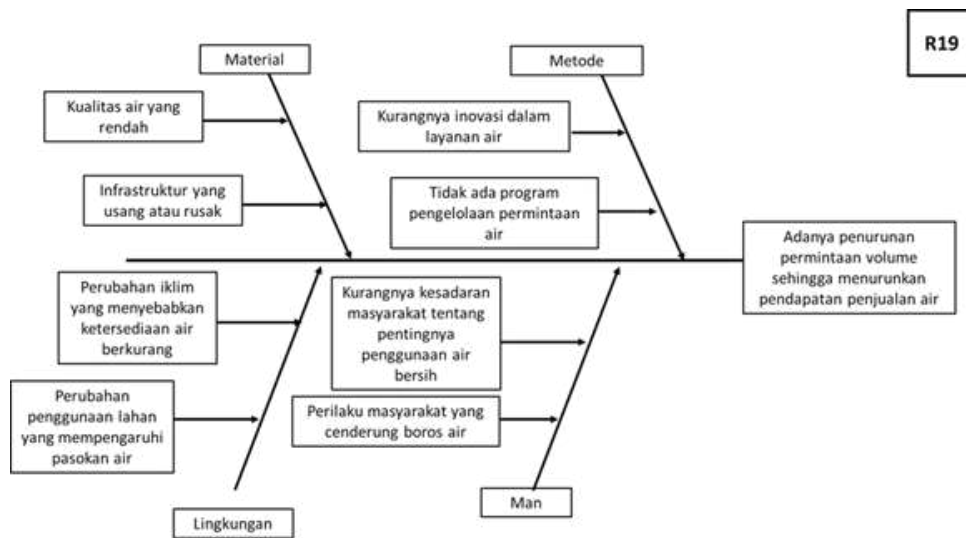 R19
Material
Metode
Kualitas air yang
rendah
Kurangnya inovasi dalam
layanan air
Infrastruktur yang
usang atau rusak
Tidak ada program
pengelolaan permintaan
air
Adanya penurunan
permintaan volume
sehingga menurunkan
pendapatan penjualan air
Perubahan iklim
yang menyebabkan
ketersediaan air
berkurang
Kurangnya kesadaran
masyarakat tentang
pentingnya
penggunaan air
bersih
Perubahan
penggunaan lahan
yang mempengaruhi
pasokan air
Perilaku masyarakat yang
cenderung boros air
Lingkungan
Man